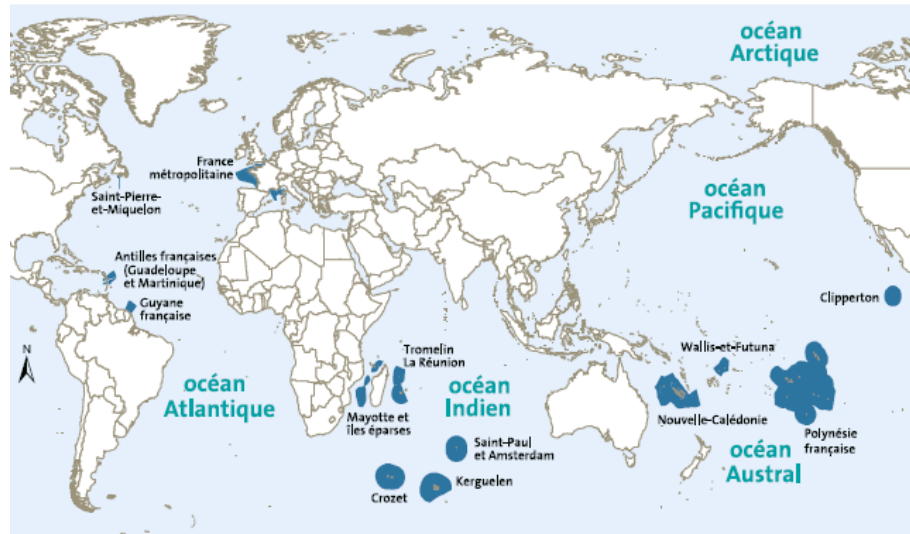 océan
Arctique
France
métropolitaine
Saint-Pierre-
et-Miquelon
océan
Pacifique
Antilles françaises
(Guadeloupe
et Martinique)
Guyane
française
Clipperton
N
Tromelin
La Réunion
Wallis-et-Futuna
océan
Atlantique
océan
Indien
Mayotte et
îles éparses
Nouvelle-Calédonie
Polynésie
française
Saint-Paul
et Amsterdam
océan
Austral
Crozet
Kerguelen